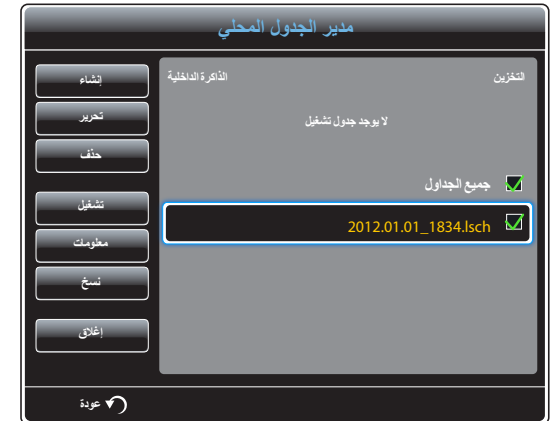 مدير الجدول المحلي
التخزين الذاكرة الداخلية
لا يوجد جدول تشغيل
جميع الجداول
2012.01.01_1834.lsch
إنشاء
تحرير
حذف
تشغيل
معلومات
نسخ
إغلاق
عودة